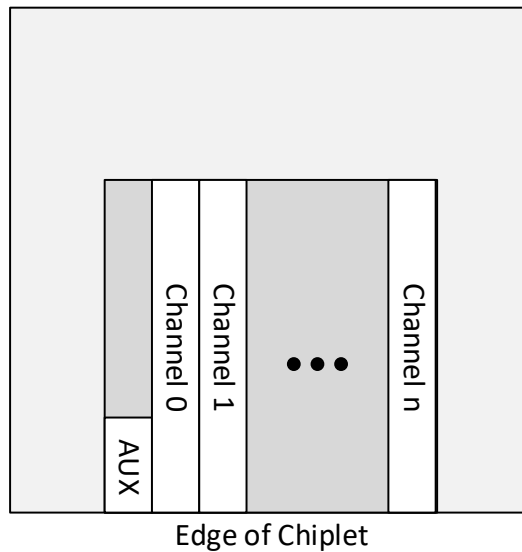 AUX
Channel 0
Channel 1
•••
Channel n
Edge of Chiplet